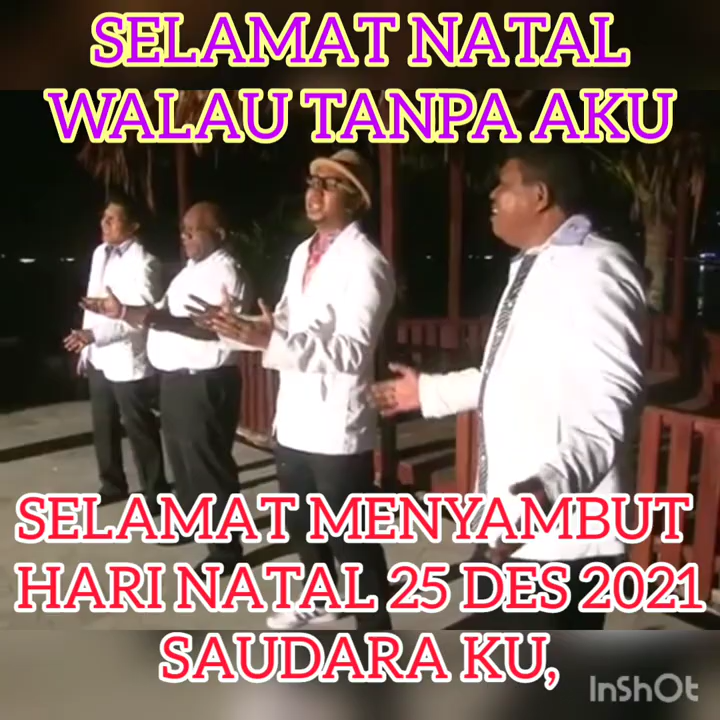 SELAMAT NATAL
WALAU TANPA AKU
SELAMAT MENYAMBUT
HARI NATAL 25 DES 2021
SAUDARA KU,
InShOt